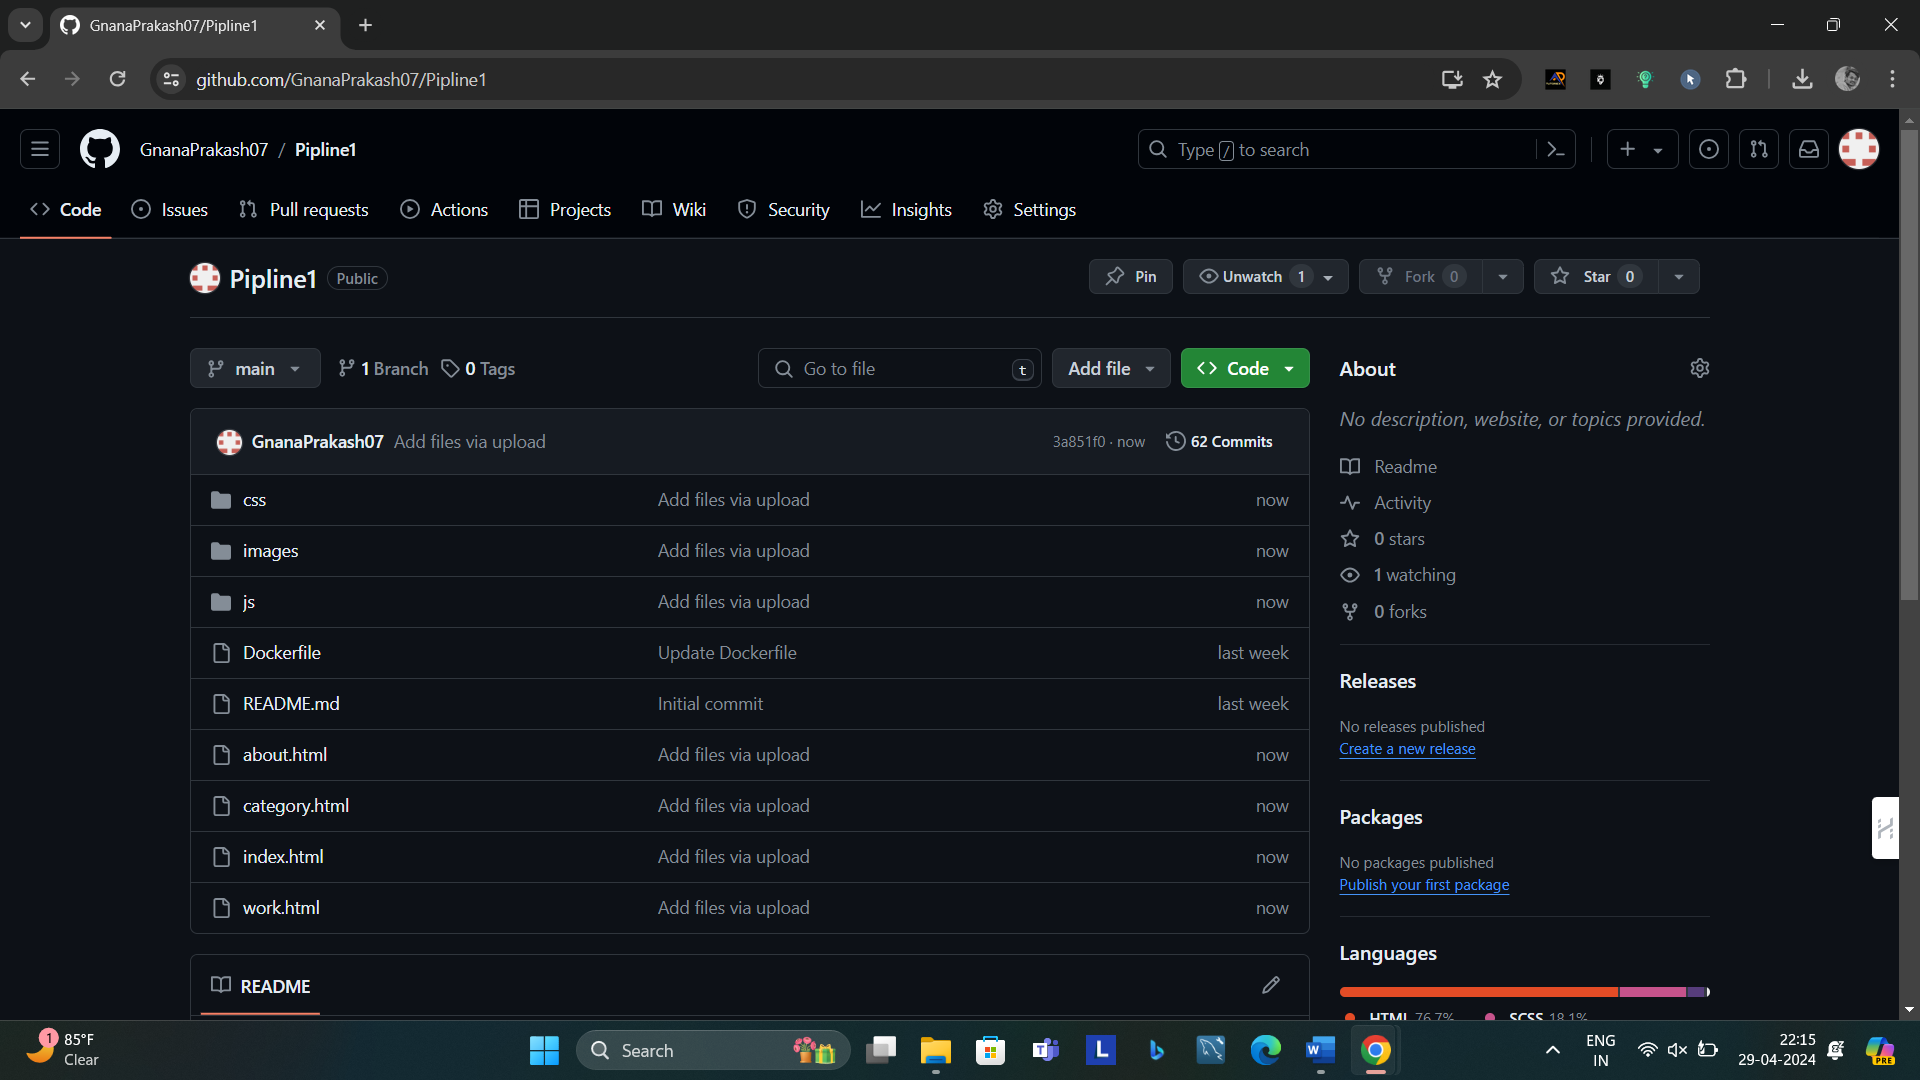 GnanaPrakash07/Pipline1
github.com/GnanaPrakash07/Pipline1
GnanaPrakash07 / Pipline1
Type / to search
Code Issues Pull requests Actions Projects Wiki Security Insights Settings
Pipline1 Public
Pin Unwatch 1 Fork 0 Star 0
main 1 Branch 0 Tags Go to file t Add file Code
GnanaPrakash07 Add files via upload 3a851f0 · now 62 Commits
css Add files via upload now
images Add files via upload now
js Add files via upload now
Dockerfile Update Dockerfile last week
README.md Initial commit last week
about.html Add files via upload now
category.html Add files via upload now
index.html Add files via upload now
work.html Add files via upload now
README
About
No description, website, or topics provided.
Readme
Activity
0 stars
1 watching
0 forks
Releases
No releases published
Create a new release
Packages
No packages published
Publish your first package
Languages
HTML 76.7% SCSS 18.1%
1
85°F
Clear
Search
T
L
W
ENG
IN
22:15
29-04-2024
PRE